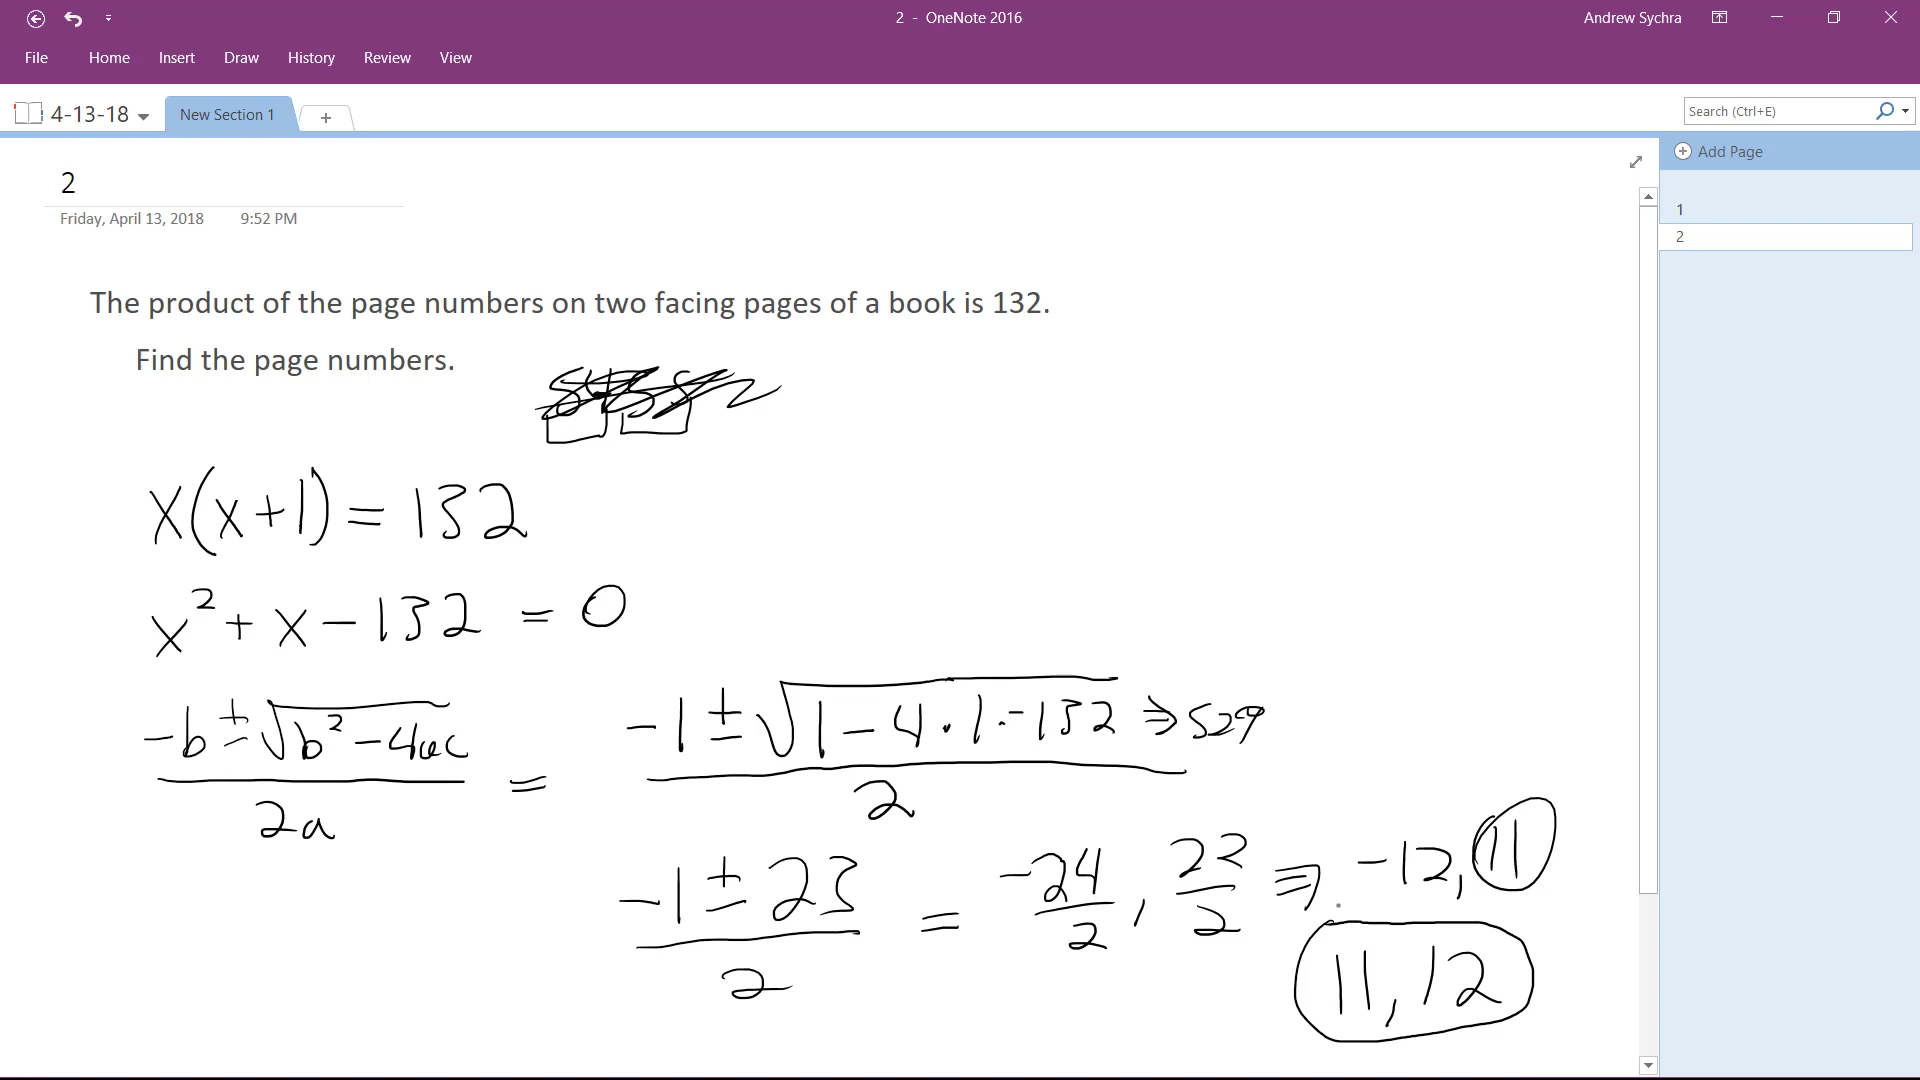 2 - OneNote 2016
Andrew Sychra
File Home Insert Draw History Review View
4-13-18 New Section 1 +
Search (Ctrl+E)
Add Page
1
2
2
Friday, April 13, 2018 9:52 PM
The product of the page numbers on two facing pages of a book is 132.
Find the page numbers.
x(x+1) = 132
x² + x - 132 = 0
(-b ± √(b² - 4ac))/2a = (-1 ± √(1 - 4·1·-132))/2 ⇒ 529
(-1 ± 23)/2 = -24/2, 22/2 ⇒ -12, 11
11, 12